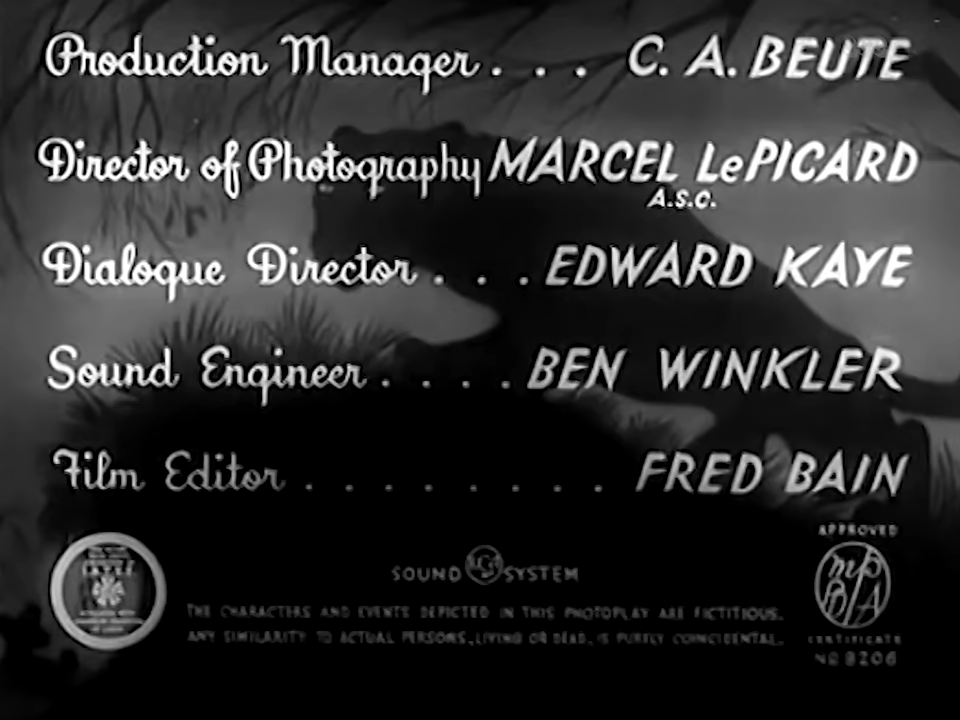 Production Manager . . . C. A. BEUTE
Director of Photography MARCEL LePICARD
A.S.C.
Dialogue Director . . . EDWARD KAYE
Sound Engineer . . . . BEN WINKLER
Film Editor . . . . . . . . . FRED BAIN
APPROVED
SOUND RCA SYSTEM
THE CHARACTERS AND EVENTS DEPICTED IN THIS PHOTOPLAY ARE FICTITIOUS.
ANY SIMILARITY TO ACTUAL PERSONS, LIVING OR DEAD, IS PURELY COINCIDENTAL.
CERTIFICATE
NO 8206